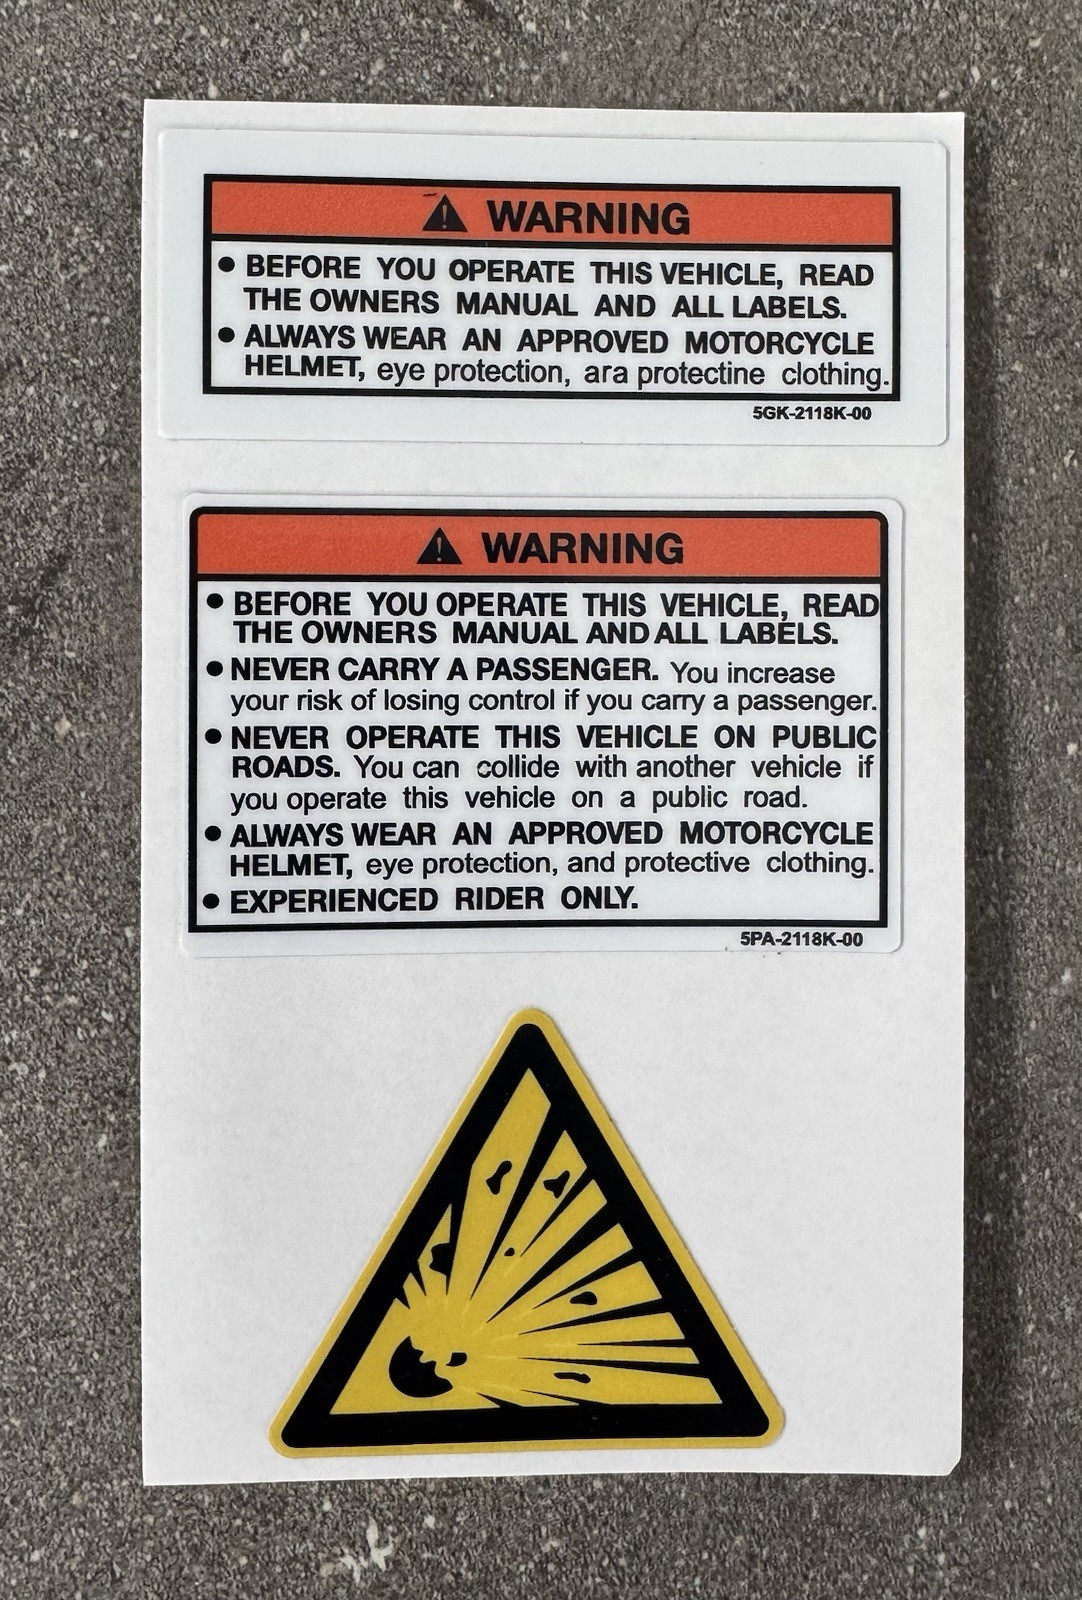 WARNING
• BEFORE YOU OPERATE THIS VEHICLE, READ
THE OWNERS MANUAL AND ALL LABELS.
• ALWAYS WEAR AN APPROVED MOTORCYCLE
HELMET, eye protection, ara protectine clothing.
5GK-2118K-00
WARNING
• BEFORE YOU OPERATE THIS VEHICLE, READ
THE OWNERS MANUAL AND ALL LABELS.
• NEVER CARRY A PASSENGER. You increase
your risk of losing control if you carry a passenger.
• NEVER OPERATE THIS VEHICLE ON PUBLIC
ROADS. You can collide with another vehicle if
you operate this vehicle on a public road.
• ALWAYS WEAR AN APPROVED MOTORCYCLE
HELMET, eye protection, and protective clothing.
• EXPERIENCED RIDER ONLY.
5PA-2118K-00